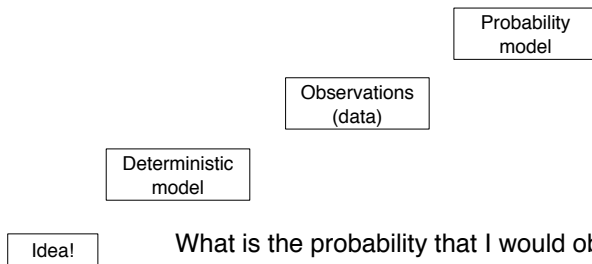 Probability
model
Observations
(data)
Deterministic
model
Idea!
What is the probability that I would